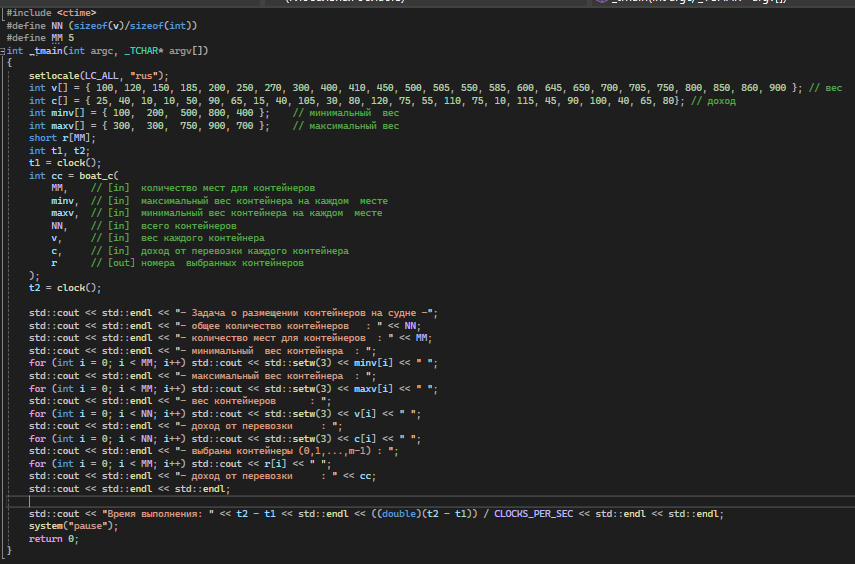 #include <ctime>
#define NN (sizeof(v)/sizeof(int))
#define MM 5
int _tmain(int argc, _TCHAR* argv[])
{
    setlocale(LC_ALL, "rus");
    int v[] = { 100, 120, 150, 185, 200, 250, 270, 300, 400, 410, 450, 500, 505, 550, 585, 600, 645, 650, 700, 705, 750, 800, 850, 860, 900 }; // вес
    int c[] = { 25, 40, 10, 10, 50, 90, 65, 15, 40, 105, 30, 80, 120, 75, 55, 110, 75, 10, 115, 45, 90, 100, 40, 65, 80}; // доход
    int minv[] = { 100,  200,  500, 800, 400 };    // минимальный  вес
    int maxv[] = { 300,  300,  750, 900, 700 };    // максимальный вес
    short r[MM];
    int t1, t2;
    t1 = clock();
    int cc = boat_c(
        MM,    // [in]  количество мест для контейнеров
        minv,  // [in]  максимальный вес контейнера на каждом  месте
        maxv,  // [in]  минимальный вес контейнера на каждом  месте
        NN,    // [in]  всего контейнеров
        v,     // [in]  вес каждого контейнера
        c,     // [in]  доход от перевозки каждого контейнера
        r      // [out] номера  выбранных контейнеров
    );
    t2 = clock();
    std::cout << std::endl << "- Задача о размещении контейнеров на судне -";
    std::cout << std::endl << "- общее количество контейнеров   : " << NN;
    std::cout << std::endl << "- количество мест для контейнеров  : " << MM;
    std::cout << std::endl << "- минимальный  вес контейнера  : ";
    for (int i = 0; i < MM; i++) std::cout << std::setw(3) << minv[i] << " ";
    std::cout << std::endl << "- максимальный вес контейнера  : ";
    for (int i = 0; i < MM; i++) std::cout << std::setw(3) << maxv[i] << " ";
    std::cout << std::endl << "- вес контейнеров      : ";
    for (int i = 0; i < NN; i++) std::cout << std::setw(3) << v[i] << " ";
    std::cout << std::endl << "- доход от перевозки     : ";
    for (int i = 0; i < NN; i++) std::cout << std::setw(3) << c[i] << " ";
    std::cout << std::endl << "- выбраны контейнеры (0,1,...,m-1) : ";
    for (int i = 0; i < MM; i++) std::cout << r[i] << " ";
    std::cout << std::endl << "- доход от перевозки     : " << cc;
    std::cout << std::endl << std::endl;
    std::cout << "Время выполнения: " << t2 - t1 << std::endl << ((double)(t2 - t1)) / CLOCKS_PER_SEC << std::endl << std::endl;
    system("pause");
    return 0;
}